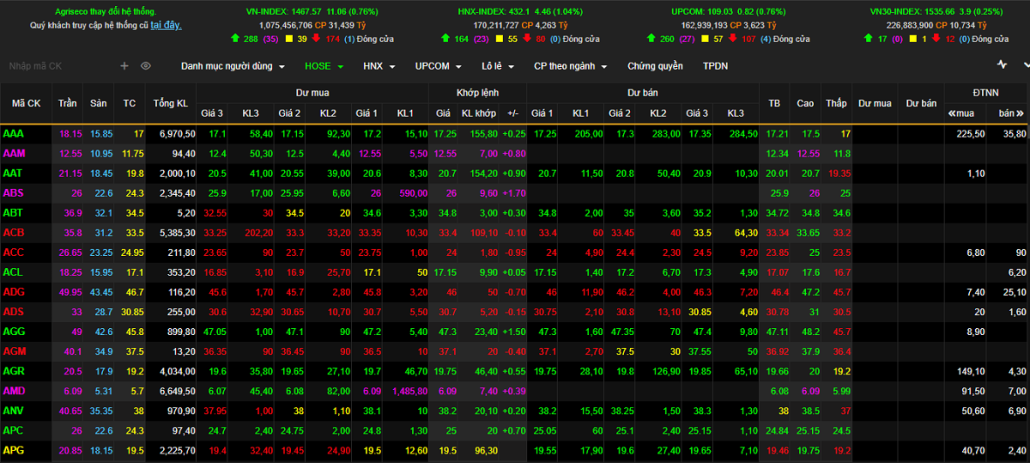 Agriseco thay đổi hệ thống.
Quý khách truy cập hệ thống cũ tại đây.
VN-INDEX: 1467.57 11.06 (0.76%)
1,075,456,706 CP 31,439 Tỷ
288 (35) 39 174 (1) Đóng cửa
HNX-INDEX: 432.1 4.46 (1.04%)
170,211,727 CP 4,263 Tỷ
164 (23) 55 80 (0) Đóng cửa
UPCOM: 109.03 0.82 (0.76%)
162,939,193 CP 3,623 Tỷ
260 (27) 57 107 (4) Đóng cửa
VN30-INDEX: 1535.66 3.9 (0.25%)
226,883,900 CP 10,734 Tỷ
17 (0) 1 12 (0) Đóng cửa
Nhập mã CK Danh mục người dùng HOSE HNX UPCOM Lô lẻ CP theo ngành Chứng quyền TPDN
Mã CK Trần Sàn TC Tổng KL Dư mua Khớp lệnh Dư bán TB Cao Thấp Dư mua Dư bán ĐTNN
Giá 3 KL3 Giá 2 KL2 Giá 1 KL1 Giá KL khớp +/- Giá 1 KL1 Giá 2 KL2 Giá 3 KL3 «mua bán»
AAA 18.15 15.85 17 6,970,50 17.1 58,40 17.15 92,30 17.2 15,10 17.25 155,80 +0.25 17.25 205,00 17.3 283,00 17.35 284,50 17.21 17.5 17 225,50 35,80
AAM 12.55 10.95 11.75 94,40 12.4 50,30 12.5 4,40 12.55 5,50 12.55 7,00 +0.80 12.34 12.55 11.8
AAT 21.15 18.45 19.8 2,000,10 20.5 41,00 20.55 39,00 20.6 8,30 20.7 154,20 +0.90 20.7 11,50 20.8 50,40 20.9 10,30 20.01 20.7 19.35 1,10
ABS 26 22.6 24.3 2,345,40 25.9 17,00 25.95 6,60 26 590,00 26 9,60 +1.70 25.9 26 25
ABT 36.9 32.1 34.5 5,20 32.55 30 34.5 20 34.6 3,30 34.8 3,00 +0.30 34.8 2,00 35 3,60 35.2 1,30 34.72 34.8 34.6
ACB 35.8 31.2 33.5 5,385,30 33.25 202,20 33.3 33,20 33.35 10,30 33.4 109,10 -0.10 33.4 60 33.45 40 33.5 64,30 33.34 33.65 33.2
ACC 26.65 23.25 24.95 211,80 23.65 90 23.7 50 23.75 1,00 24 1,80 -0.95 24 4,90 24.4 2,30 24.5 9,20 23.85 25 23.5 6,80 90
ACL 18.25 15.95 17.1 353,20 16.85 3,10 16.9 25,70 17.1 50 17.15 9,90 +0.05 17.15 1,40 17.2 6,70 17.3 4,90 17.07 17.6 16.7 6,20
ADG 49.95 43.45 46.7 116,20 45.6 1,70 45.7 2,80 45.8 3,20 46 50 -0.70 46 11,90 46.2 4,00 46.3 7,20 46.4 47.2 45.7 7,40 25,10
ADS 33 28.7 30.85 255,00 30.6 32,90 30.65 10,70 30.7 5,50 30.7 5,20 -0.15 30.75 2,10 30.8 13,10 30.85 4,60 30.78 31 30.5 20 1,60
AGG 49 42.6 45.8 899,80 47.05 1,00 47.1 90 47.2 5,40 47.3 23,40 +1.50 47.3 1,60 47.35 70 47.4 9,80 47.11 48.2 45.7 8,90
AGM 40.1 34.9 37.5 13,20 36.35 90 36.45 90 36.5 10 37.1 20 -0.40 37.1 2,70 37.5 30 37.55 50 36.92 37.9 36.4
AGR 20.5 17.9 19.2 4,034,00 19.6 35,80 19.65 27,10 19.7 46,70 19.75 46,40 +0.55 19.75 28,10 19.8 126,90 19.85 65,10 19.66 20 19.2 149,10 4,30
AMD 6.09 5.31 5.7 6,649,50 6.07 45,40 6.08 82,00 6.09 1,485,80 6.09 7,40 +0.39 6.08 6.09 5.99 91,50 7,00
ANV 40.65 35.35 38 970,90 37.95 1,00 38 1,10 38.1 10 38.2 20,10 +0.20 38.2 15,50 38.25 1,50 38.3 1,30 38 38.5 37 50,60 6,90
APC 26 22.6 24.3 97,40 24.7 2,40 24.75 2,00 24.8 1,30 25 20 +0.70 25.05 60 25.1 2,40 25.15 1,10 24.84 25.15 24.5
APG 20.85 18.15 19.5 2,225,70 19.4 32,40 19.45 24,90 19.5 12,60 19.5 96,30 19.55 17,90 19.6 27,40 19.65 7,10 19.46 19.75 19.2 40,70 2,40